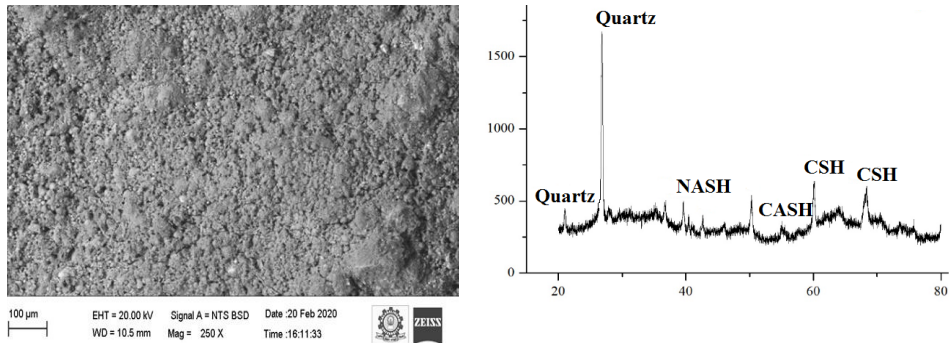 100 µm
EHT = 20.00 kV Signal A = NTS BSD Date :20 Feb 2020
WD = 10.5 mm Mag = 250 X Time :16:11:33
ZEISS
Quartz
1500
1000
Quartz
NASH
CSH
CSH
500
CASH
0
20 40 60 80